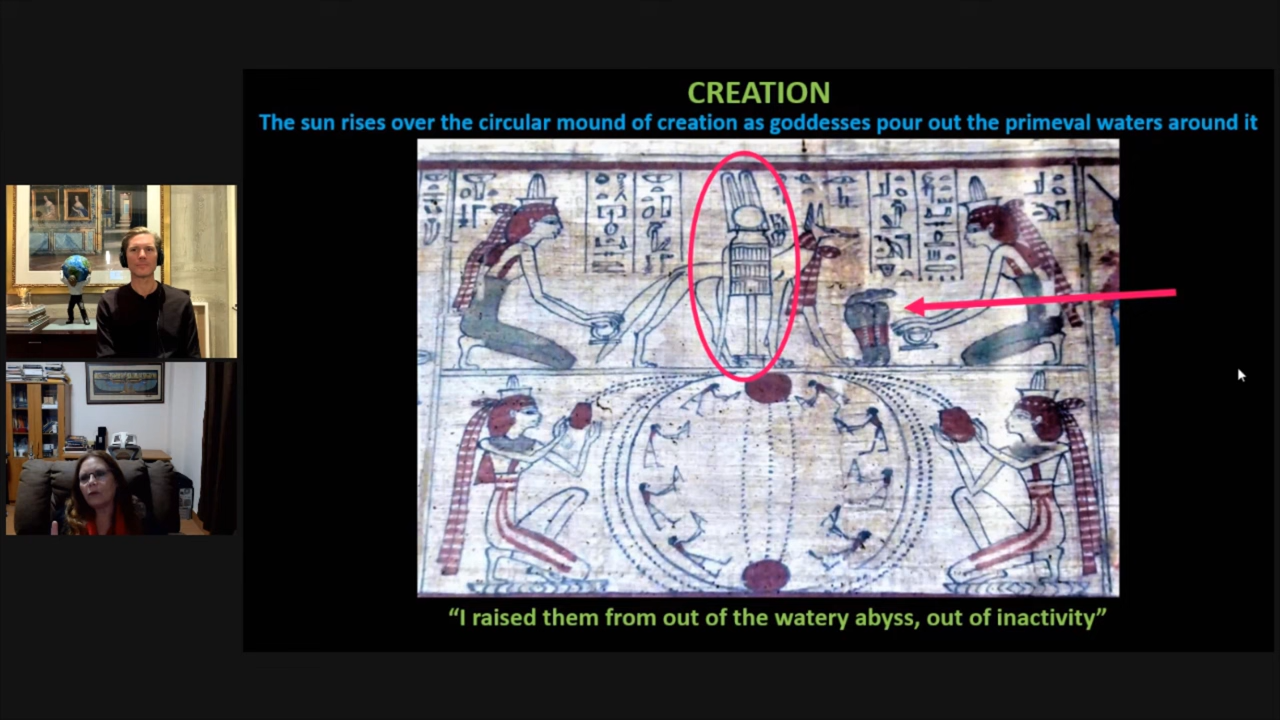 CREATION
The sun rises over the circular mound of creation as goddesses pour out the primeval waters around it
“I raised them from out of the watery abyss, out of inactivity”